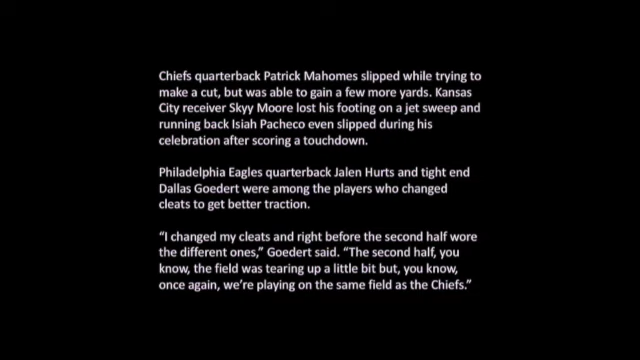 Chiefs quarterback Patrick Mahomes slipped while trying to
make a cut, but was able to gain a few more yards. Kansas
City receiver Skyy Moore lost his footing on a jet sweep and
running back Isiah Pacheco even slipped during his
celebration after scoring a touchdown.
Philadelphia Eagles quarterback Jalen Hurts and tight end
Dallas Goedert were among the players who changed
cleats to get better traction.
“I changed my cleats and right before the second half wore
the different ones,” Goedert said. “The second half, you
know, the field was tearing up a little bit but, you know,
once again, we’re playing on the same field as the Chiefs.”